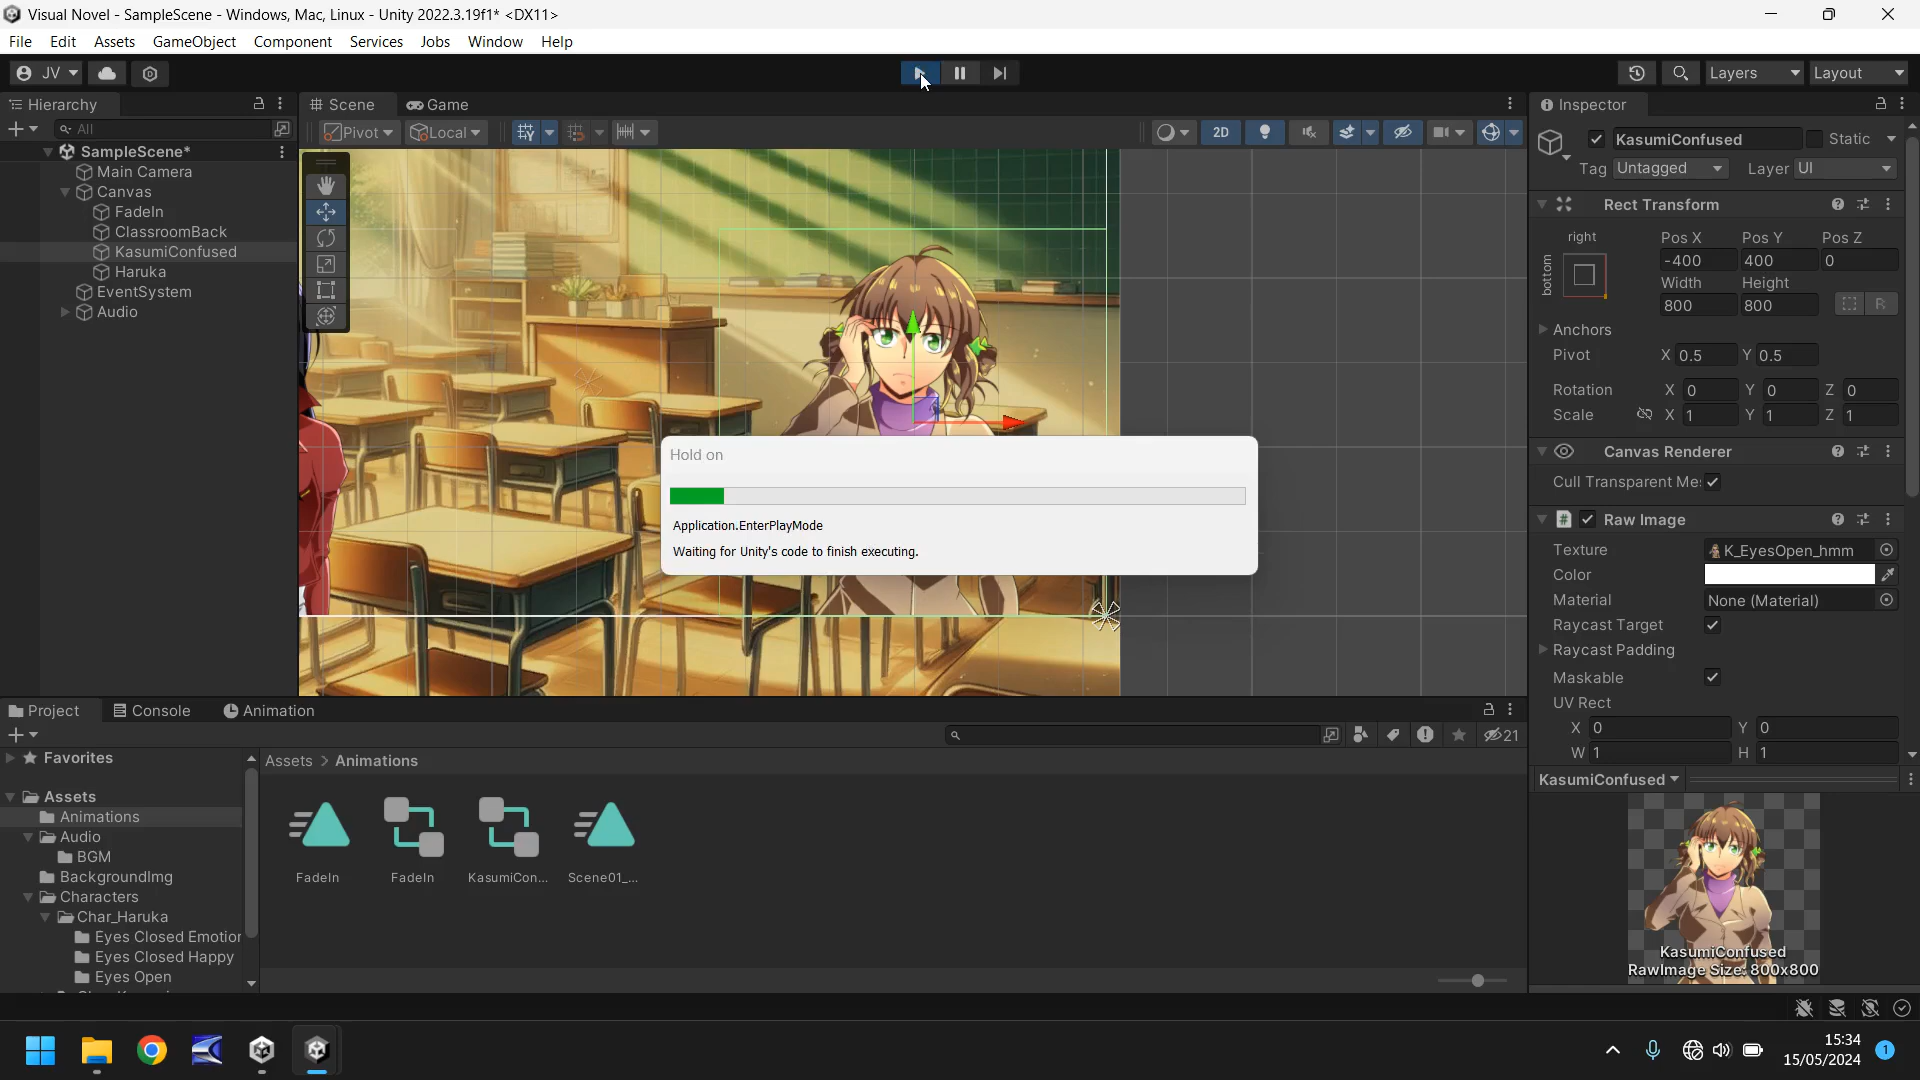 Visual Novel - SampleScene - Windows, Mac, Linux - Unity 2022.3.19f1* <DX11>
File Edit Assets GameObject Component Services Jobs Window Help
JV Layers Layout
Hierarchy
All
SampleScene*
Main Camera
Canvas
FadeIn
ClassroomBack
KasumiConfused
Haruka
EventSystem
Audio
Scene Game
Pivot Local 2D
Hold on
Application.EnterPlayMode
Waiting for Unity's code to finish executing.
Inspector
KasumiConfused Static
Tag Untagged Layer UI
Rect Transform
right Pos X Pos Y Pos Z
bottom -400 400 0
Width Height
800 800 R
Anchors
Pivot X 0.5 Y 0.5
Rotation X 0 Y 0 Z 0
Scale X 1 Y 1 Z 1
Canvas Renderer
Cull Transparent Me:
Raw Image
Texture K_EyesOpen_hmm
Color
Material None (Material)
Raycast Target
Raycast Padding
Maskable
UV Rect
X 0 Y 0
W 1 H 1
KasumiConfused
KasumiConfused
RawImage Size: 800x800
Project Console Animation
21
Favorites
Assets
Animations
Audio
BGM
BackgroundImg
Characters
Char_Haruka
Eyes Closed Emotior
Eyes Closed Happy
Eyes Open
Assets > Animations
FadeIn FadeIn KasumiCon... Scene01_...
15:34
15/05/2024 1